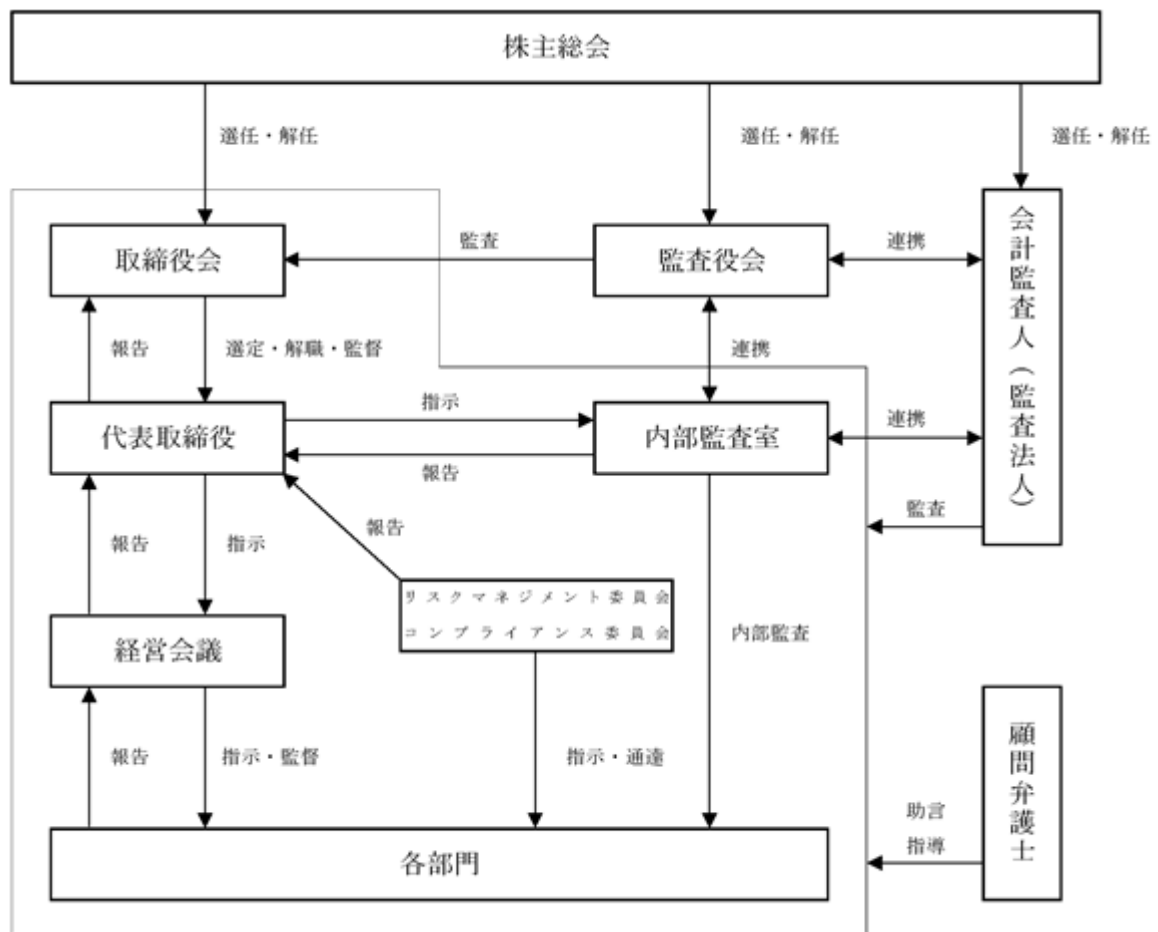 株主総会
選任・解任
選任・解任
選任・解任
取締役会
監査
監査役会
連携
会計監査人(監査法人)
報告
選定・解職・監督
連携
代表取締役
指示
報告
内部監査室
連携
監査
報告
報告
指示
リスクマネジメント委員会
コンプライアンス委員会
内部監査
経営会議
報告
指示・監督
指示・通達
顧問弁護士
助言
指導
各部門